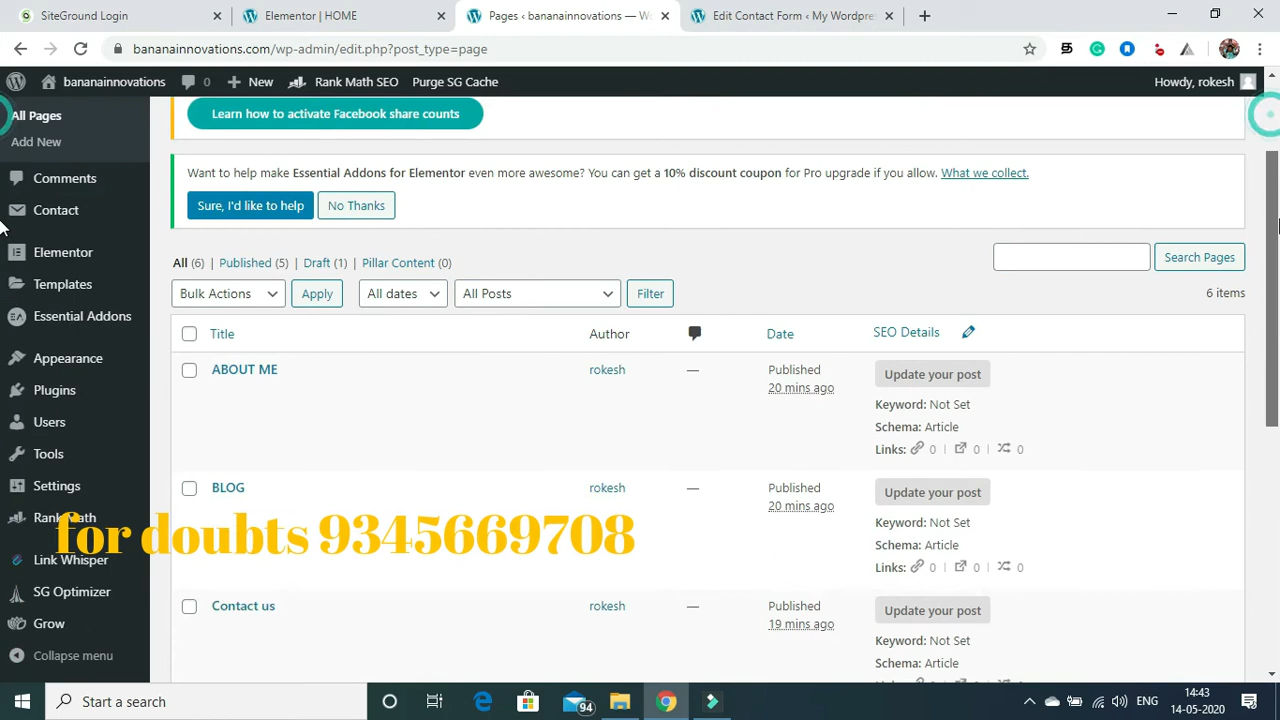 SiteGround Login
Elementor | HOME
Pages ‹ bananainnovations — Wo
Edit Contact Form ‹ My Wordpres
bananainnovations.com/wp-admin/edit.php?post_type=page
bananainnovations
0
New
Rank Math SEO
Purge SG Cache
Howdy, rokesh
All Pages
Add New
Comments
Contact
Elementor
Templates
Essential Addons
Appearance
Plugins
Users
Tools
Settings
Rank Math
Link Whisper
SG Optimizer
Grow
Collapse menu
Learn how to activate Facebook share counts
Want to help make Essential Addons for Elementor even more awesome? You can get a 10% discount coupon for Pro upgrade if you allow. What we collect.
Sure, I'd like to help
No Thanks
All (6) | Published (5) | Draft (1) | Pillar Content (0)
Search Pages
Bulk Actions
Apply
All dates
All Posts
Filter
6 items
Title
Author
Date
SEO Details
ABOUT ME
rokesh
—
Published
20 mins ago
Update your post
Keyword: Not Set
Schema: Article
Links: 0 | 0 | 0
BLOG
rokesh
—
Published
20 mins ago
Update your post
Keyword: Not Set
Schema: Article
Links: 0 | 0 | 0
Contact us
rokesh
—
Published
19 mins ago
Update your post
Keyword: Not Set
Schema: Article
for doubts 9345669708
Start a search
94
ENG
14:43
14-05-2020